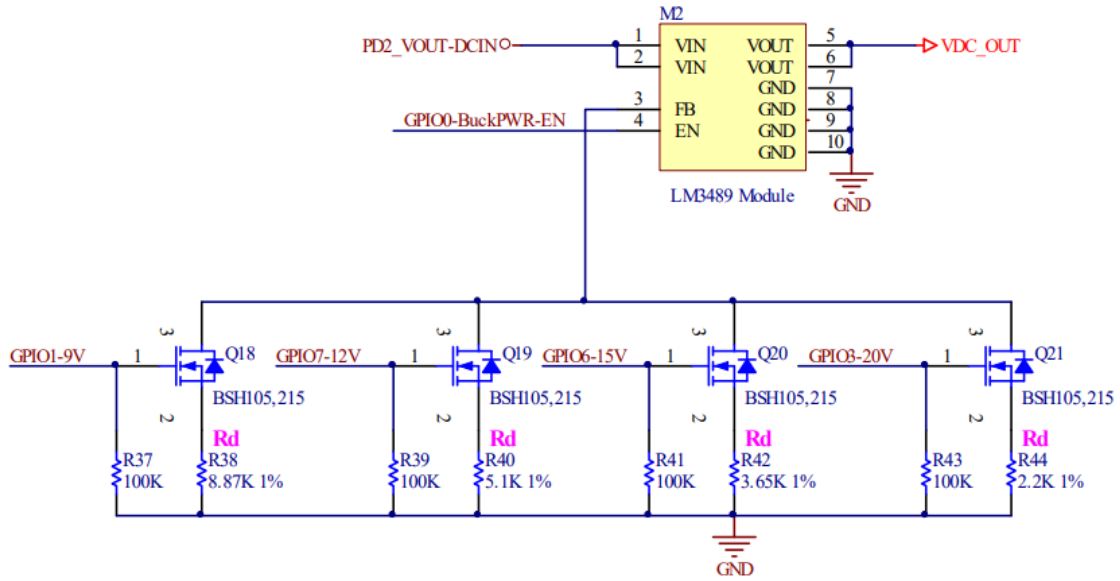 M2
PD2_VOUT-DCIN
1 VIN VOUT 5
2 VIN VOUT 6
GND 7
3 FB GND 8
GPIO0-BuckPWR-EN 4 EN GND 9
GND 10
VDC_OUT
LM3489 Module
GND
GPIO1-9V 1 3 Q18
BSH105,215
2
Rd
R37
100K
R38
8.87K 1%
GPIO7-12V 1 3 Q19
BSH105,215
2
Rd
R39
100K
R40
5.1K 1%
GPIO6-15V 1 3 Q20
BSH105,215
2
Rd
R41
100K
R42
3.65K 1%
GPIO3-20V 1 3 Q21
BSH105,215
2
Rd
R43
100K
R44
2.2K 1%
GND